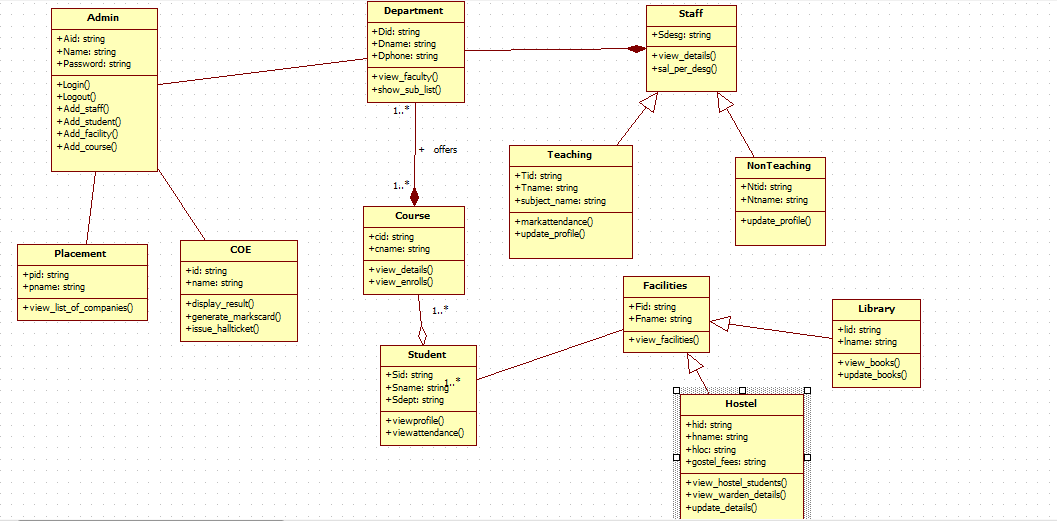 Admin
+Aid: string
+Name: string
+Password: string
+Login()
+Logout()
+Add_staff()
+Add_student()
+Add_facility()
+Add_course()
Department
+Did: string
+Dname: string
+Dphone: string
+view_faculty()
+show_sub_list()
Staff
+Sdesg: string
+view_details()
+sal_per_desg()
1..*
+ offers
1..*
Teaching
+Tid: string
+Tname: string
+subject_name: string
+markattendance()
+update_profile()
NonTeaching
+Ntid: string
+Ntname: string
+update_profile()
Placement
+pid: string
+pname: string
+view_list_of_companies()
COE
+id: string
+name: string
+display_result()
+generate_markscard()
+issue_hallticket()
Course
+cid: string
+cname: string
+view_details()
+view_enrolls()
1..*
Facilities
+Fid: string
+Fname: string
+view_facilities()
Library
+lid: string
+lname: string
+view_books()
+update_books()
Student
+Sid: string
+Sname: string
1..*
+Sdept: string
+viewprofile()
+viewattendance()
Hostel
+hid: string
+hname: string
+hloc: string
+gostel_fees: string
+view_hostel_students()
+view_warden_details()
+update_details()